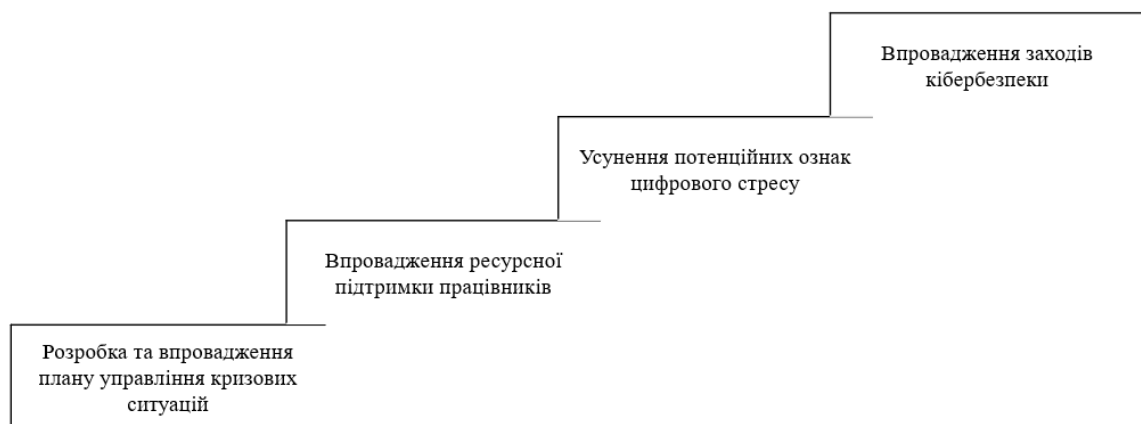 Впровадження заходів
кібербезпеки
Усунення потенційних ознак
цифрового стресу
Впровадження ресурсної
підтримки працівників
Розробка та впровадження
плану управління кризових
ситуацій